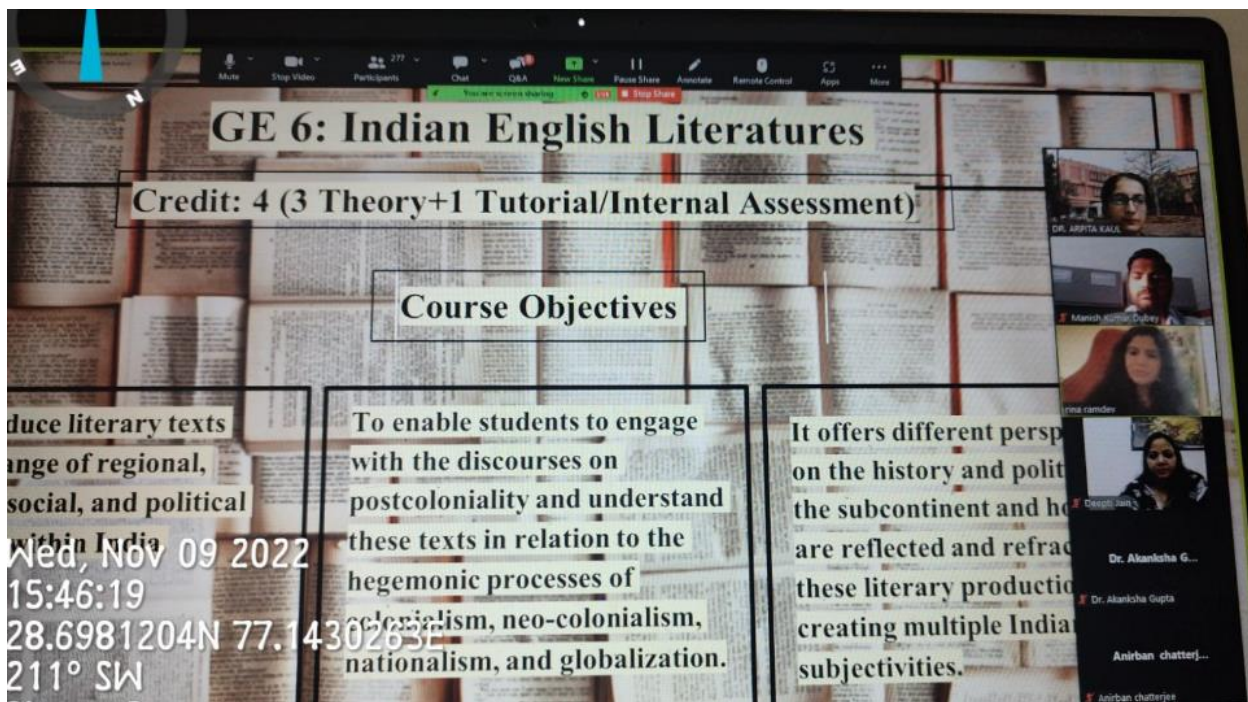 E
N
277
Mute
Stop Video
Participants
Chat
Q&A
New Share
Pause Share
Annotate
Remote Control
Apps
More
You are screen sharing
Stop Share
GE 6: Indian English Literatures
Credit: 4 (3 Theory+1 Tutorial/Internal Assessment)
Course Objectives
duce literary texts
ange of regional,
social, and political
within India
To enable students to engage
with the discourses on
postcoloniality and understand
these texts in relation to the
hegemonic processes of
colonialism, neo-colonialism,
nationalism, and globalization.
It offers different persp
on the history and polit
the subcontinent and ho
are reflected and refrac
these literary productio
creating multiple India
subjectivities.
DR. ARPITA KAUL
Manish Kumar Dubey
rina ramdev
Deepti Jain
Dr. Akanksha G...
Dr. Akanksha Gupta
Anirban chatterj...
Anirban chatterjee
Wed, Nov 09 2022
15:46:19
28.6981204N 77.1430263E
211° SW